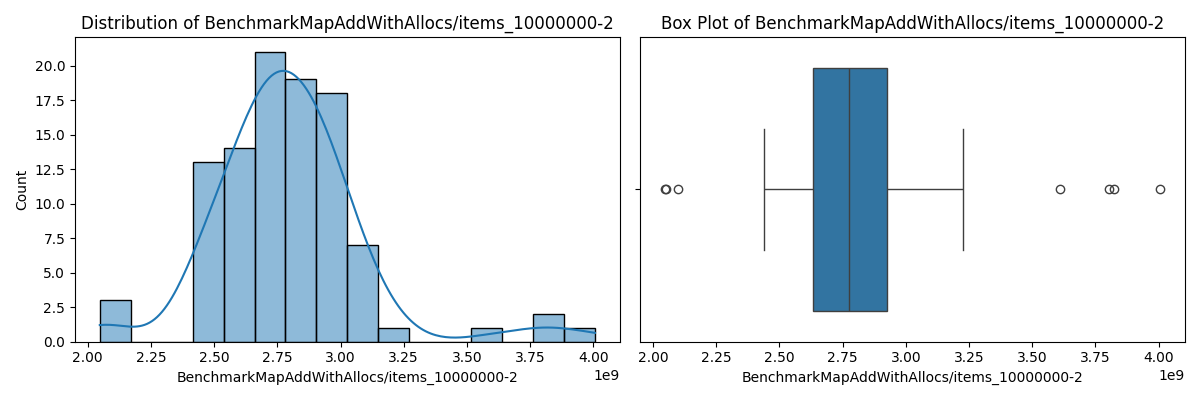 Distribution of BenchmarkMapAddWithAllocs/items_10000000-2
20.0
17.5
15.0
12.5
10.0
7.5
5.0
2.5
0.0
Count
2.00 2.25 2.50 2.75 3.00 3.25 3.50 3.75 4.00
1e9
BenchmarkMapAddWithAllocs/items_10000000-2
Box Plot of BenchmarkMapAddWithAllocs/items_10000000-2
2.00 2.25 2.50 2.75 3.00 3.25 3.50 3.75 4.00
1e9
BenchmarkMapAddWithAllocs/items_10000000-2